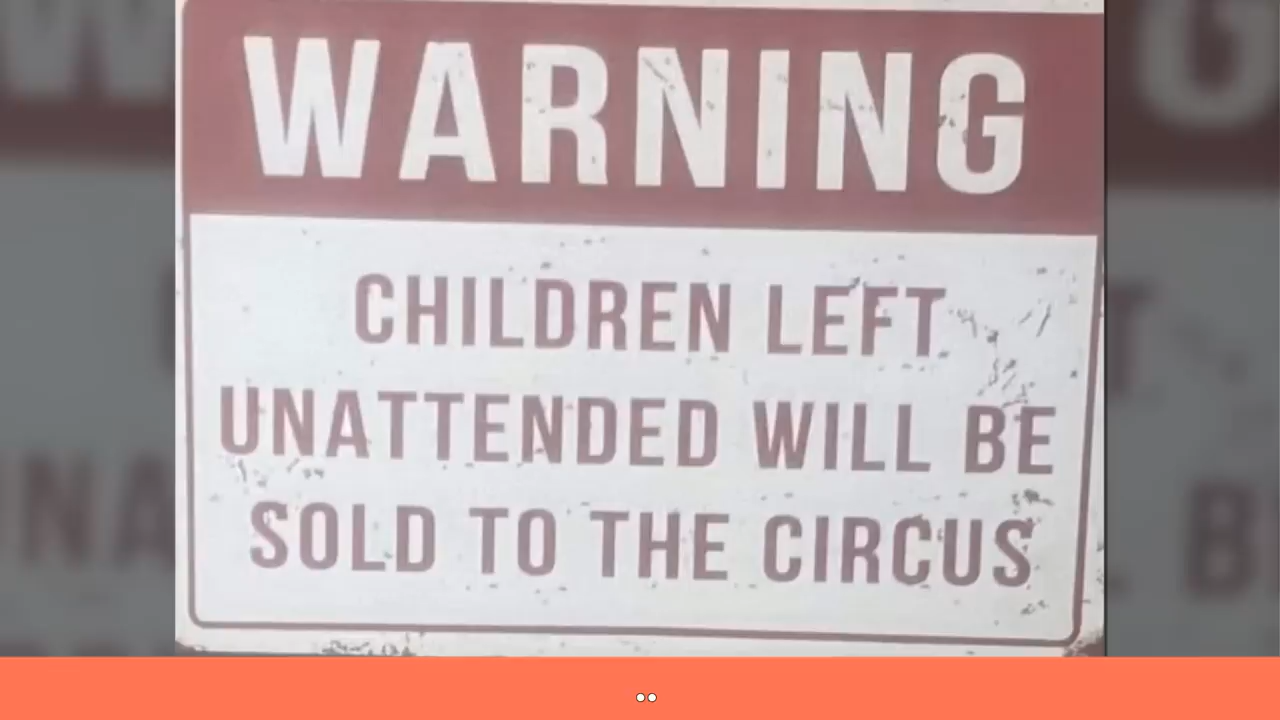 WARNING
CHILDREN LEFT
UNATTENDED WILL BE
SOLD TO THE CIRCUS